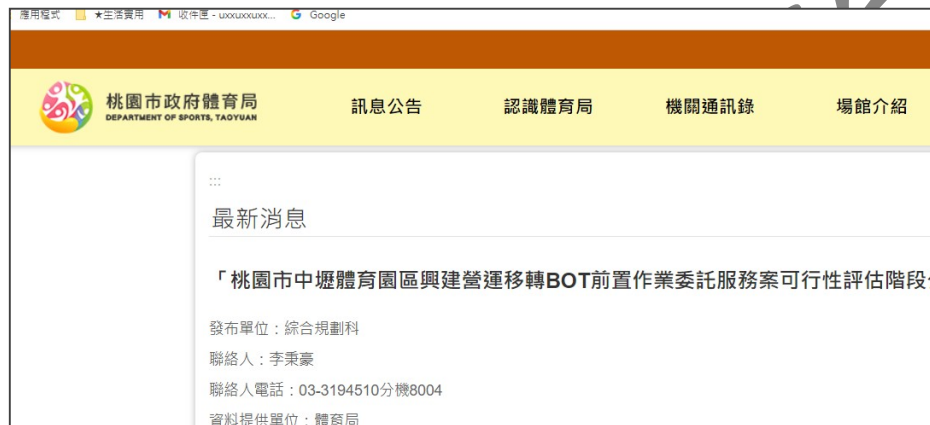 應用程式 ★生活實用 收件匣 - uxxuxxuxx... Google
桃園市政府體育局
DEPARTMENT OF SPORTS, TAOYUAN
訊息公告 認識體育局 機關通訊錄 場館介紹
:::
最新消息
「桃園市中壢體育園區興建營運移轉BOT前置作業委託服務案可行性評估階段
發布單位：綜合規劃科
聯絡人：李秉豪
聯絡人電話：03-3194510分機8004
資料提供單位：體育局